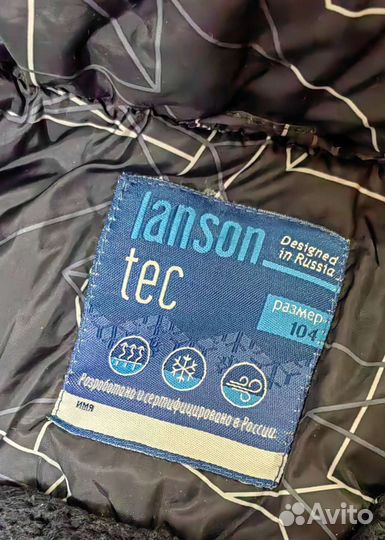 lanson
tec
Designed
in Russia
размер
104
Разработано и сертифицировано в России
имя
Avito